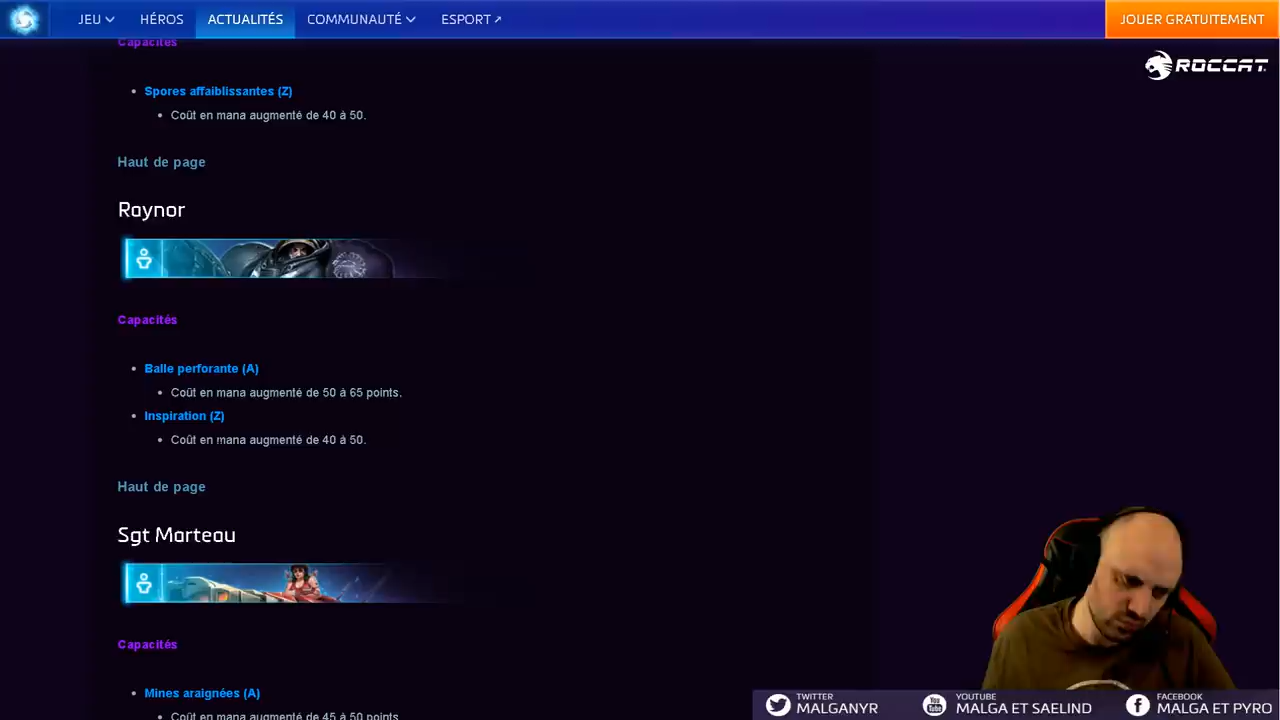 JEU HÉROS ACTUALITÉS COMMUNAUTÉ ESPORT JOUER GRATUITEMENT
Capacités
ROCCAT
Spores affaiblissantes (Z)
Coût en mana augmenté de 40 à 50.
Haut de page
Raynor
Capacités
Balle perforante (A)
Coût en mana augmenté de 50 à 65 points.
Inspiration (Z)
Coût en mana augmenté de 40 à 50.
Haut de page
Sgt Marteau
Capacités
Mines araignées (A)
Coût en mana augmenté de 45 à 50 points.
TWITTER
MALGANYR
YOUTUBE
MALGA ET SAELIND
FACEBOOK
MALGA ET PYRO